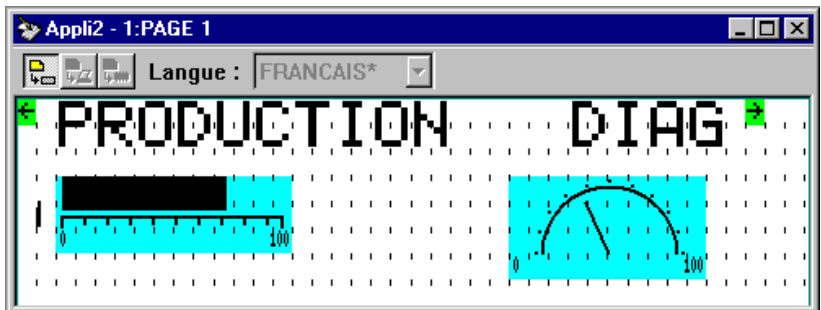 Appli2 - 1:PAGE 1
Langue : FRANCAIS*
PRODUCTION DIAG
0 100
0 100